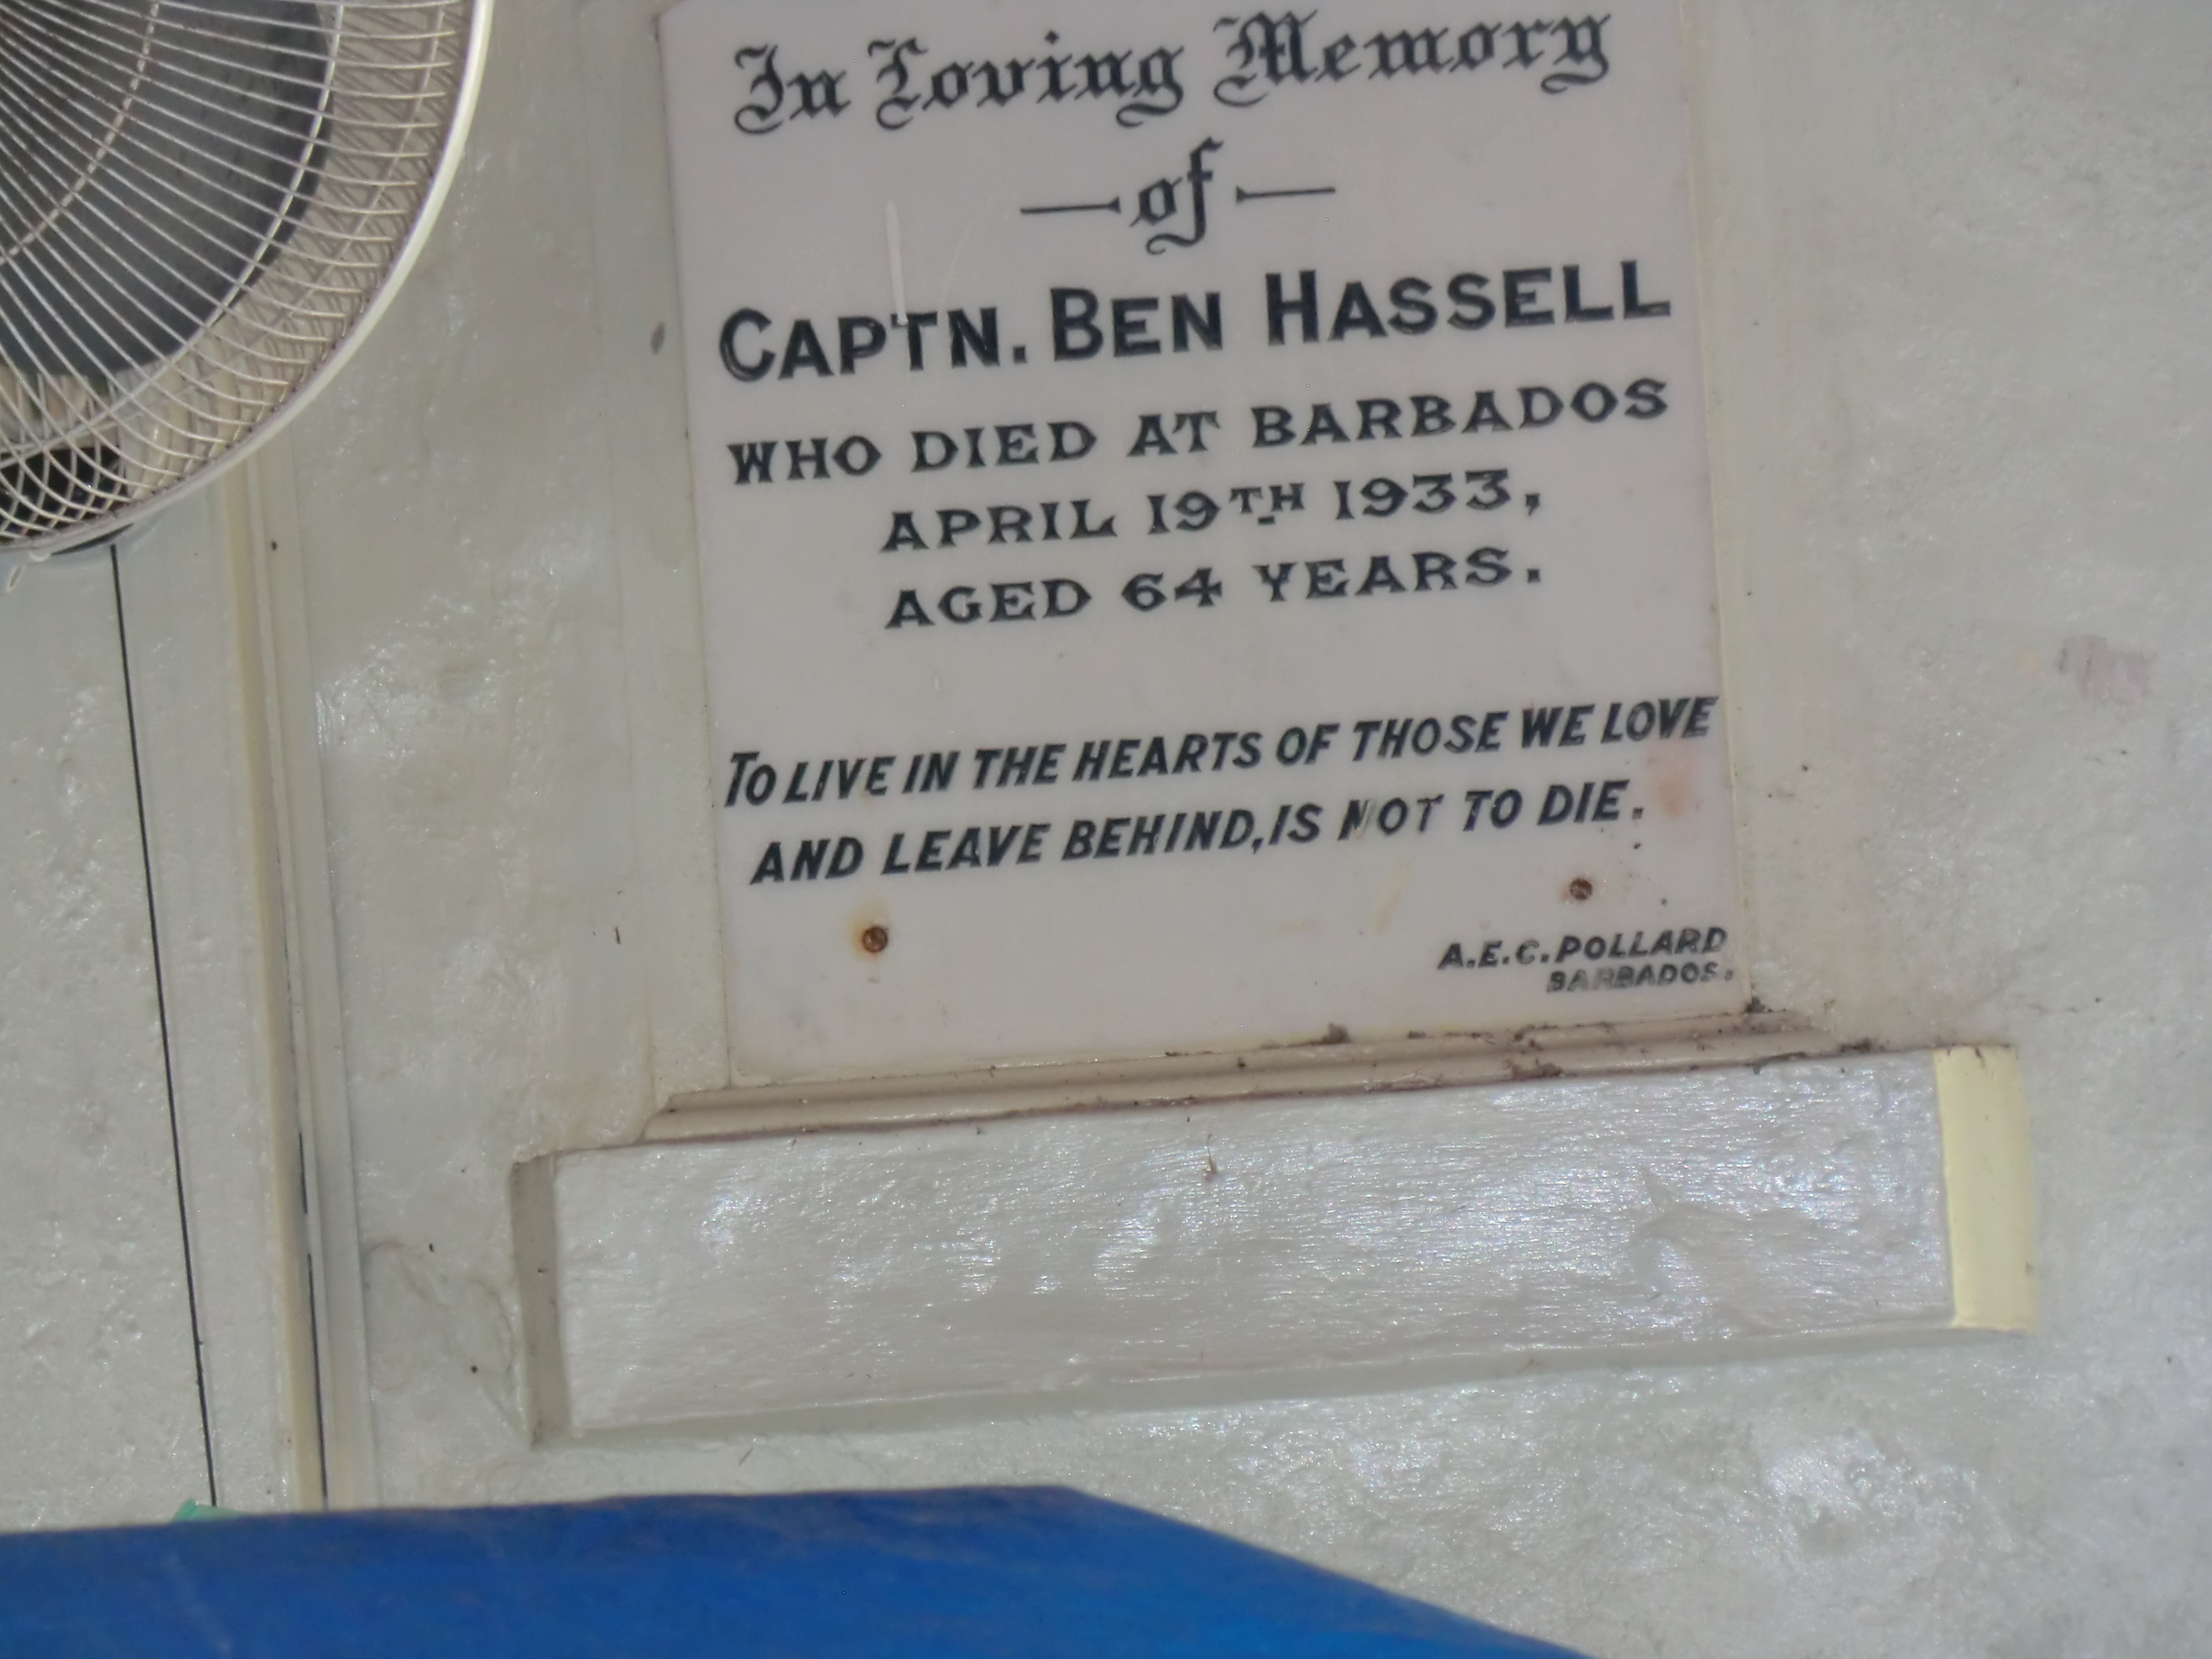 In Loving Memory
— of —
CAPTN. BEN HASSELL
WHO DIED AT BARBADOS
APRIL 19TH 1933,
AGED 64 YEARS.
TO LIVE IN THE HEARTS OF THOSE WE LOVE
AND LEAVE BEHIND, IS NOT TO DIE.
A.E.C. POLLARD
BARBADOS.